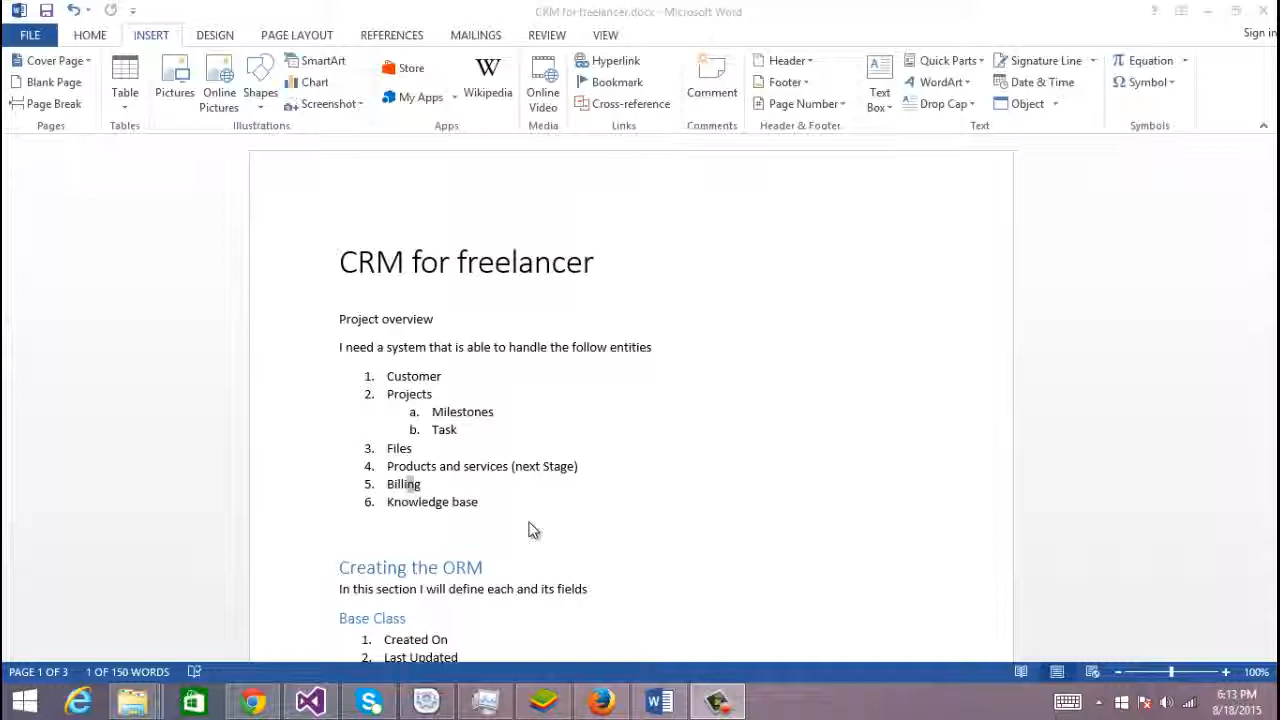 CRM for freelancer.docx - Microsoft Word
FILE HOME INSERT DESIGN PAGE LAYOUT REFERENCES MAILINGS REVIEW VIEW Sign in
Cover Page
Blank Page
Page Break
Pages
Table
Tables
Pictures
Online Pictures
Shapes
SmartArt
Chart
Screenshot
Illustrations
Store
My Apps
W
Wikipedia
Apps
Online Video
Media
Hyperlink
Bookmark
Cross-reference
Links
Comment
Comments
Header
Footer
Page Number
Header & Footer
Text Box
Quick Parts
WordArt
Drop Cap
Signature Line
Date & Time
Object
Text
Equation
Symbol
Symbols
CRM for freelancer
Project overview
I need a system that is able to handle the follow entities
1. Customer
2. Projects
a. Milestones
b. Task
3. Files
4. Products and services (next Stage)
5. Billing
6. Knowledge base
Creating the ORM
In this section I will define each and its fields
Base Class
1. Created On
2. Last Updated
PAGE 1 OF 3 1 OF 150 WORDS 100%
6:13 PM
8/18/2015